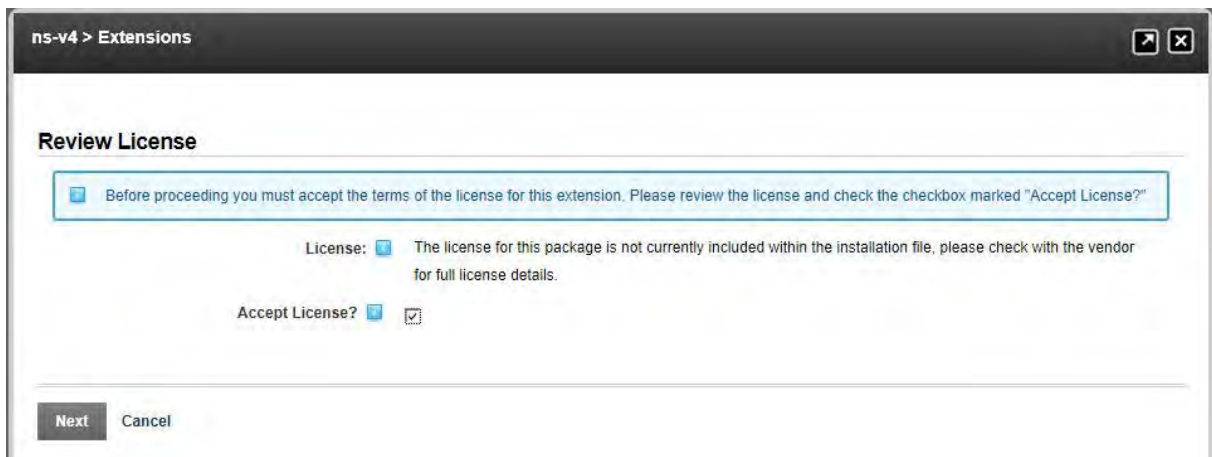 ns-v4 > Extensions
Review License
Before proceeding you must accept the terms of the license for this extension. Please review the license and check the checkbox marked "Accept License?"
License: The license for this package is not currently included within the installation file, please check with the vendor
for full license details.
Accept License?
Next Cancel